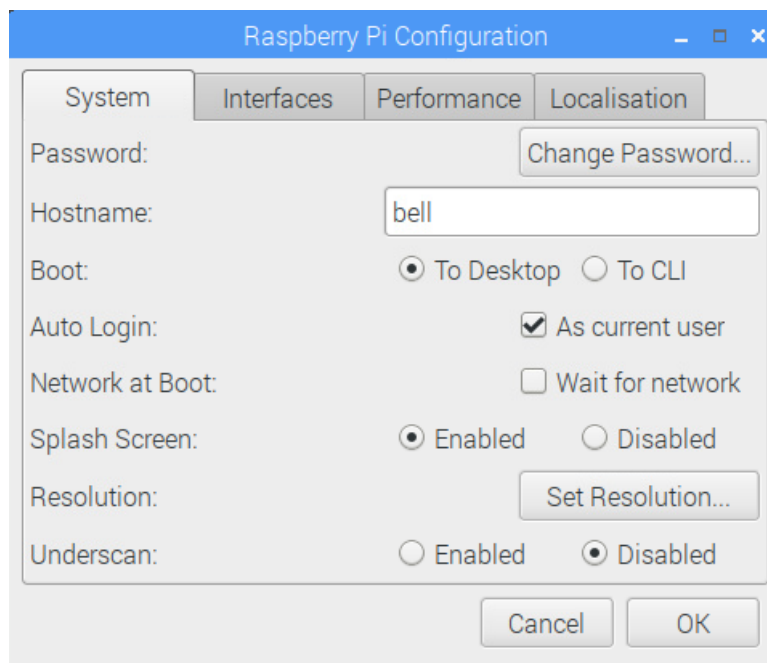 Raspberry Pi Configuration
System Interfaces Performance Localisation
Password: Change Password...
Hostname: bell
Boot: To Desktop To CLI
Auto Login: As current user
Network at Boot: Wait for network
Splash Screen: Enabled Disabled
Resolution: Set Resolution...
Underscan: Enabled Disabled
Cancel OK